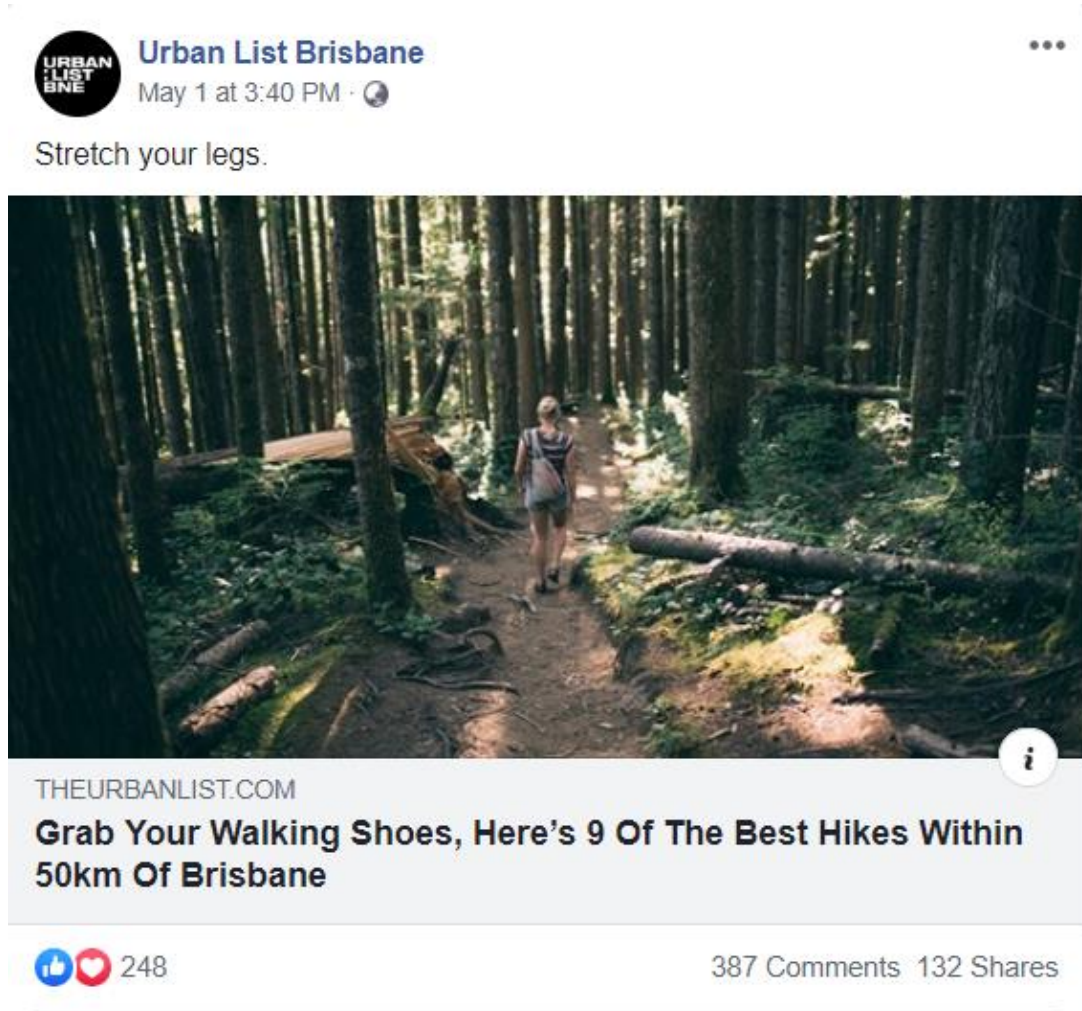 URBAN
LIST
BNE
Urban List Brisbane
May 1 at 3:40 PM ·
Stretch your legs.
THEURBANLIST.COM
Grab Your Walking Shoes, Here’s 9 Of The Best Hikes Within
50km Of Brisbane
248
387 Comments 132 Shares